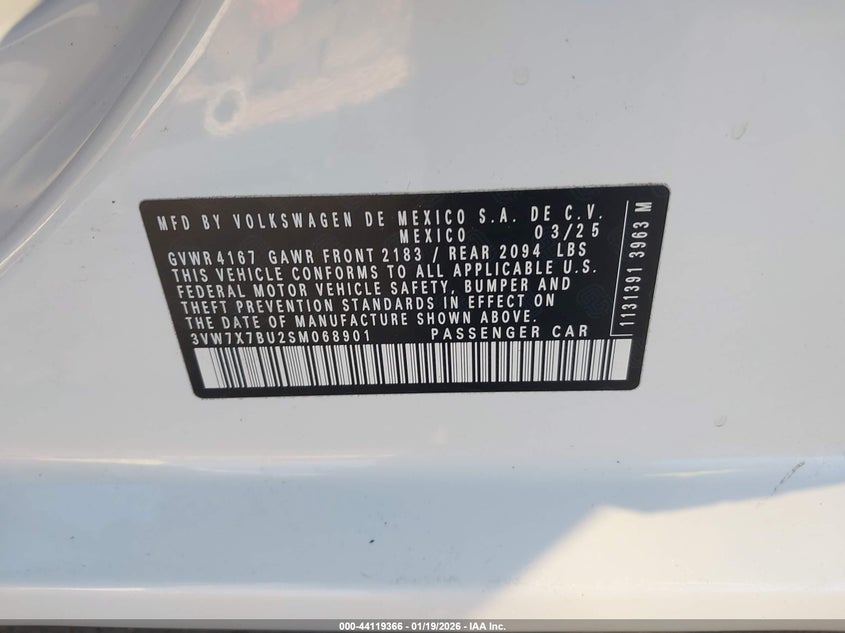 MFD BY VOLKSWAGEN DE MEXICO S.A. DE C.V.
MEXICO 03/25
GVWR 4167 GAWR FRONT 2183 / REAR 2094 LBS
THIS VEHICLE CONFORMS TO ALL APPLICABLE U.S.
FEDERAL MOTOR VEHICLE SAFETY, BUMPER AND
THEFT PREVENTION STANDARDS IN EFFECT ON
THE DATE OF MANUFACTURE SHOWN ABOVE.
3VW7X7BU2SM068901 PASSENGER CAR
1131391 3963 M
000-44119366 - 01/19/2026 - IAA Inc.